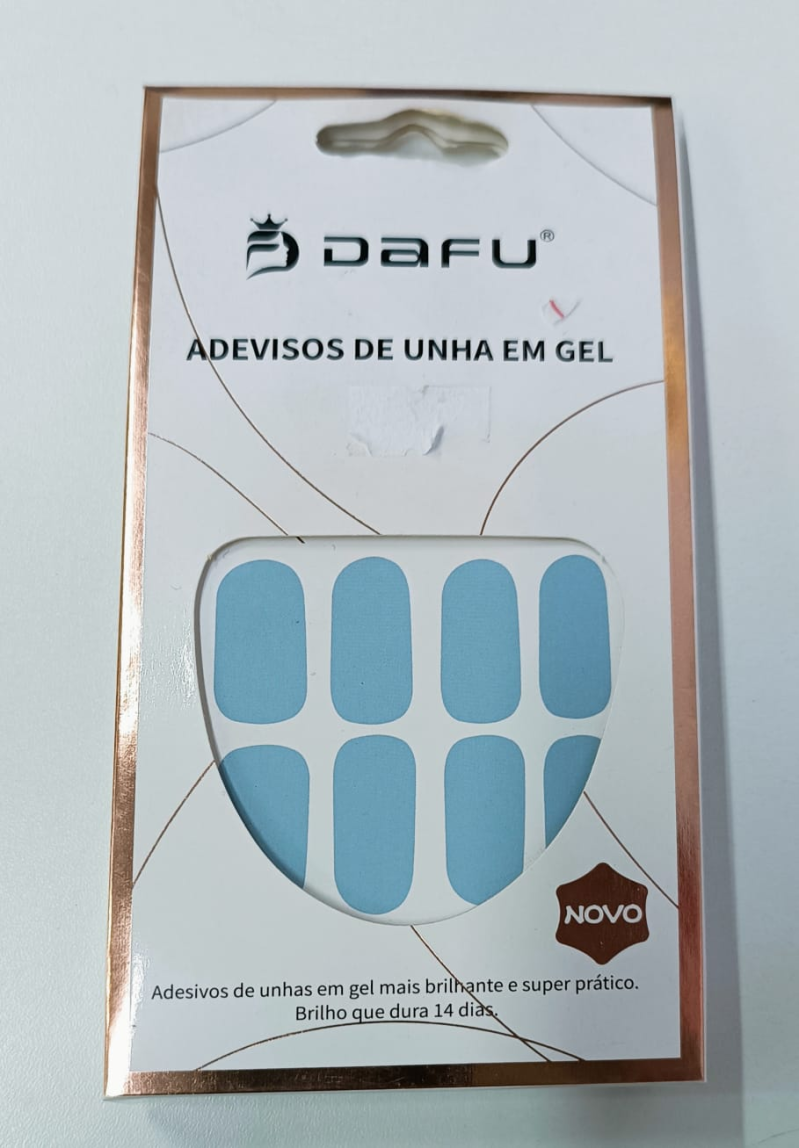 DAFU®
ADEVISOS DE UNHA EM GEL
NOVO
Adesivos de unhas em gel mais brilhante e super prático.
Brilho que dura 14 dias.